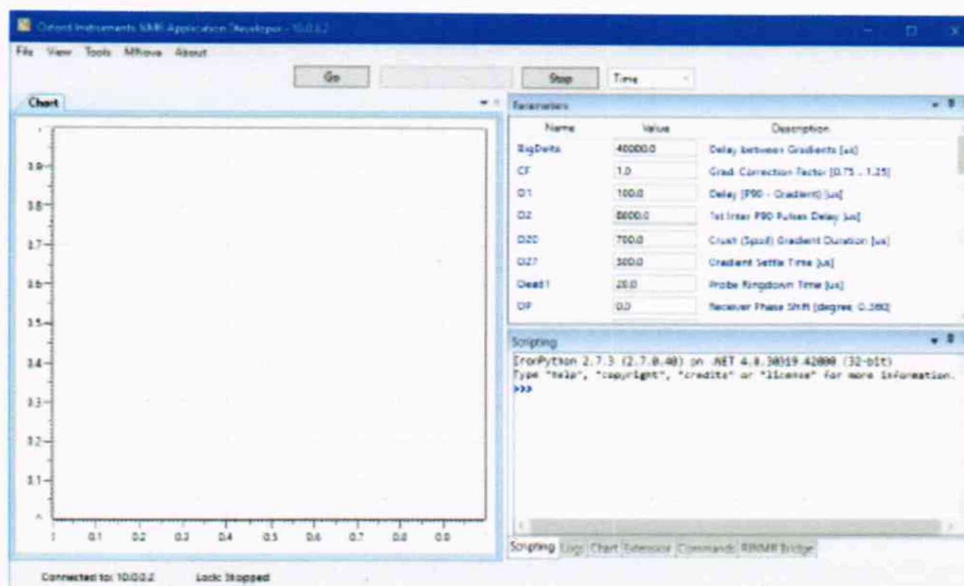 Oxford Instruments NMR Application Developer - 10.0.0.2
File View Tools MNova About
Go Stop Time
Chart
Parameters
Name Value Description
BigDelta 40000.0 Delay between Gradients [us]
CF 1.0 Grad. Correction Factor [0.75 - 1.25]
D1 100.0 Delay (P90 - Gradient) [us]
D2 8000.0 1st Inter P90 Pulses Delay [us]
D20 700.0 Crush (Spoil) Gradient Duration [us]
D27 500.0 Gradient Settle Time [us]
Dead1 20.0 Probe Ringdown Time [us]
DP 0.0 Receiver Phase Shift [degree, 0..360]
0.9
0.8
0.7
0.6
0.5
0.4
0.3
0.2
0.1
0.1 0.2 0.3 0.4 0.5 0.6 0.7 0.8 0.9
Scripting
IronPython 2.7.3 (2.7.0.40) on .NET 4.0.30319.42000 (32-bit)
Type "help", "copyright", "credits" or "license" for more information.
>>>
Scripting Logs Chart Extension Commands RINMR Bridge
Connected to: 10.0.0.2 Lock: Stopped